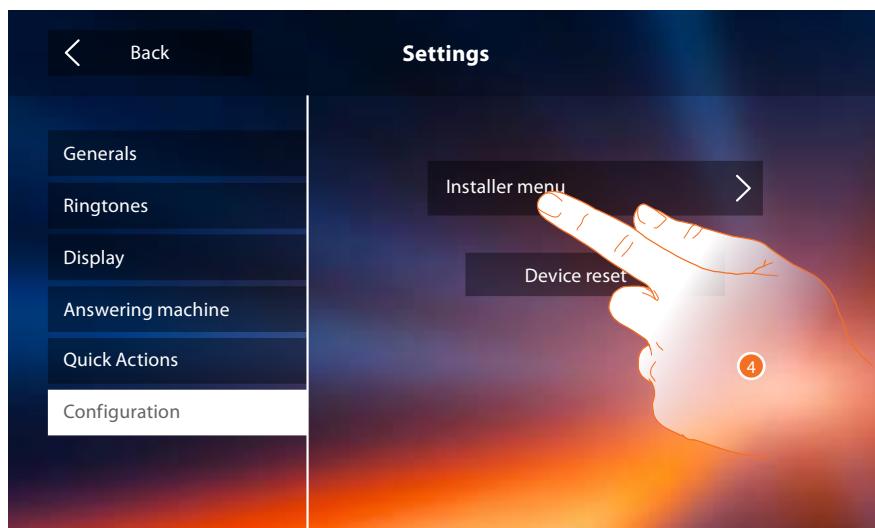 Back
Settings
Generals
Ringtones
Display
Answering machine
Quick Actions
Configuration
Installer menu
Device reset
4